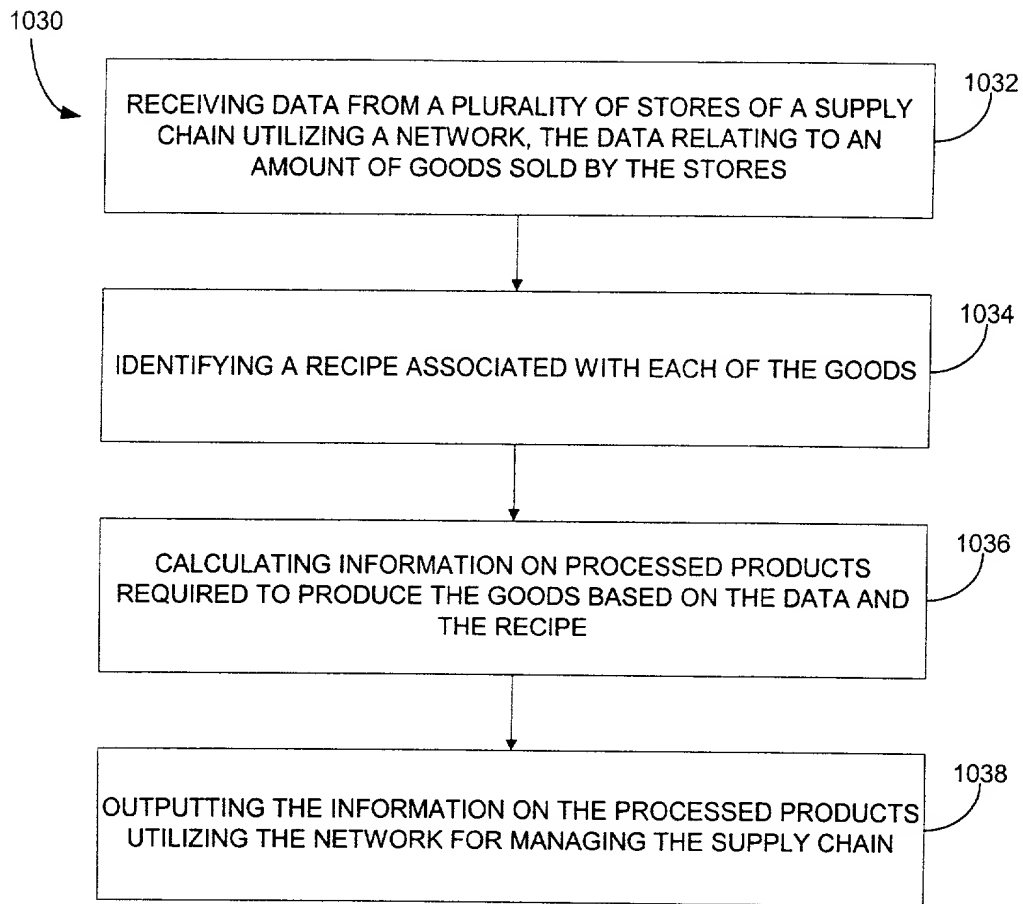 1030
1032
RECEIVING DATA FROM A PLURALITY OF STORES OF A SUPPLY
CHAIN UTILIZING A NETWORK, THE DATA RELATING TO AN
AMOUNT OF GOODS SOLD BY THE STORES
1034
IDENTIFYING A RECIPE ASSOCIATED WITH EACH OF THE GOODS
1036
CALCULATING INFORMATION ON PROCESSED PRODUCTS
REQUIRED TO PRODUCE THE GOODS BASED ON THE DATA AND
THE RECIPE
1038
OUTPUTTING THE INFORMATION ON THE PROCESSED PRODUCTS
UTILIZING THE NETWORK FOR MANAGING THE SUPPLY CHAIN